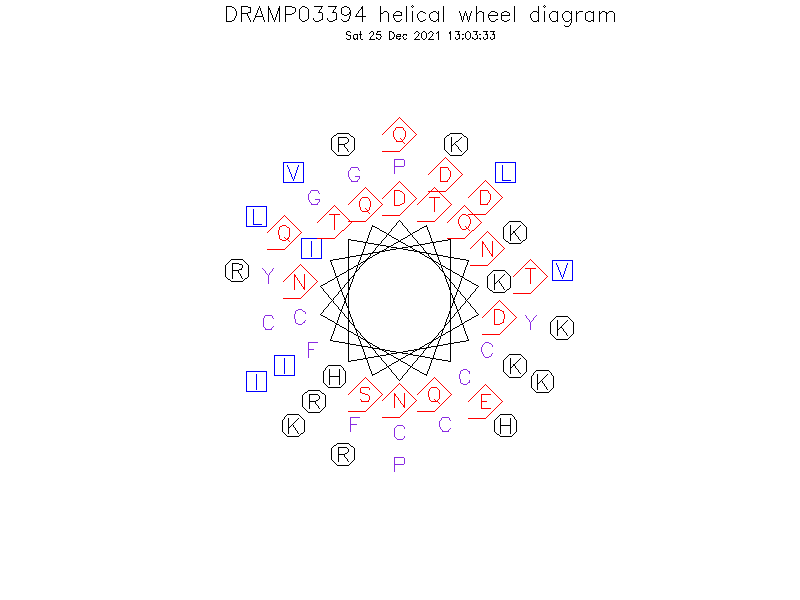 DRAMP03394 helical wheel diagram
Sat 25 Dec 2021 13:03:33
Q
R K
P
V G D L
G Q D T D
L Q T Q K
I N
R Y N K T V
C C D Y K
F C
I I H C K K
R S N Q E
K F C C H
R P